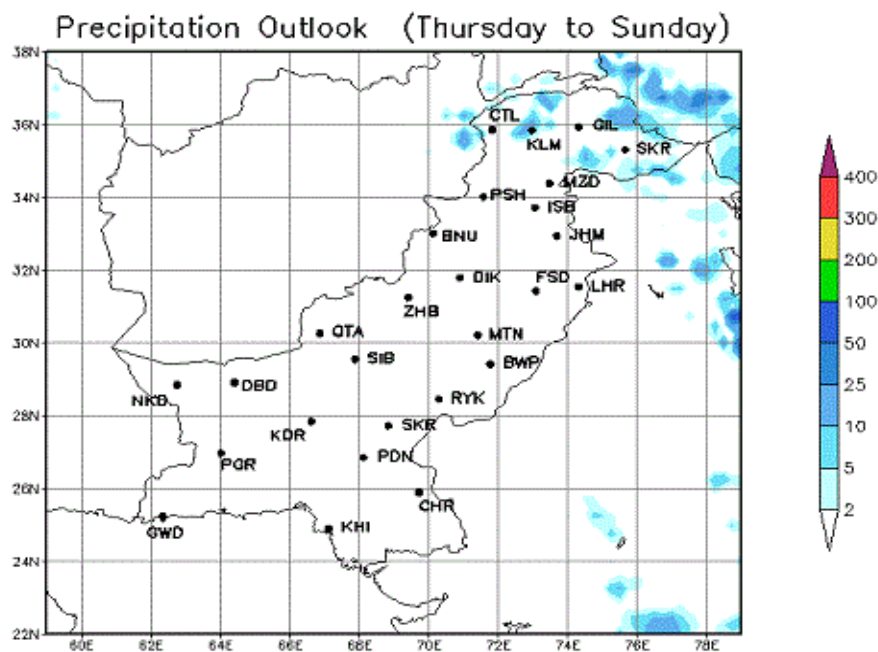 Precipitation Outlook (Thursday to Sunday)
38N
36N
34N
32N
30N
28N
26N
24N
22N
60E 62E 64E 66E 68E 70E 72E 74E 76E 78E
CTL
KLM
GIL
SKR
MZD
PSH
ISB
BNU
JHM
DIK
FSD
LHR
ZHB
QTA
MTN
SIB
BWP
NKD
DBD
RYK
KDR
SKR
PGR
PDN
CHR
GWD
KHI
400
300
200
100
50
25
10
5
2